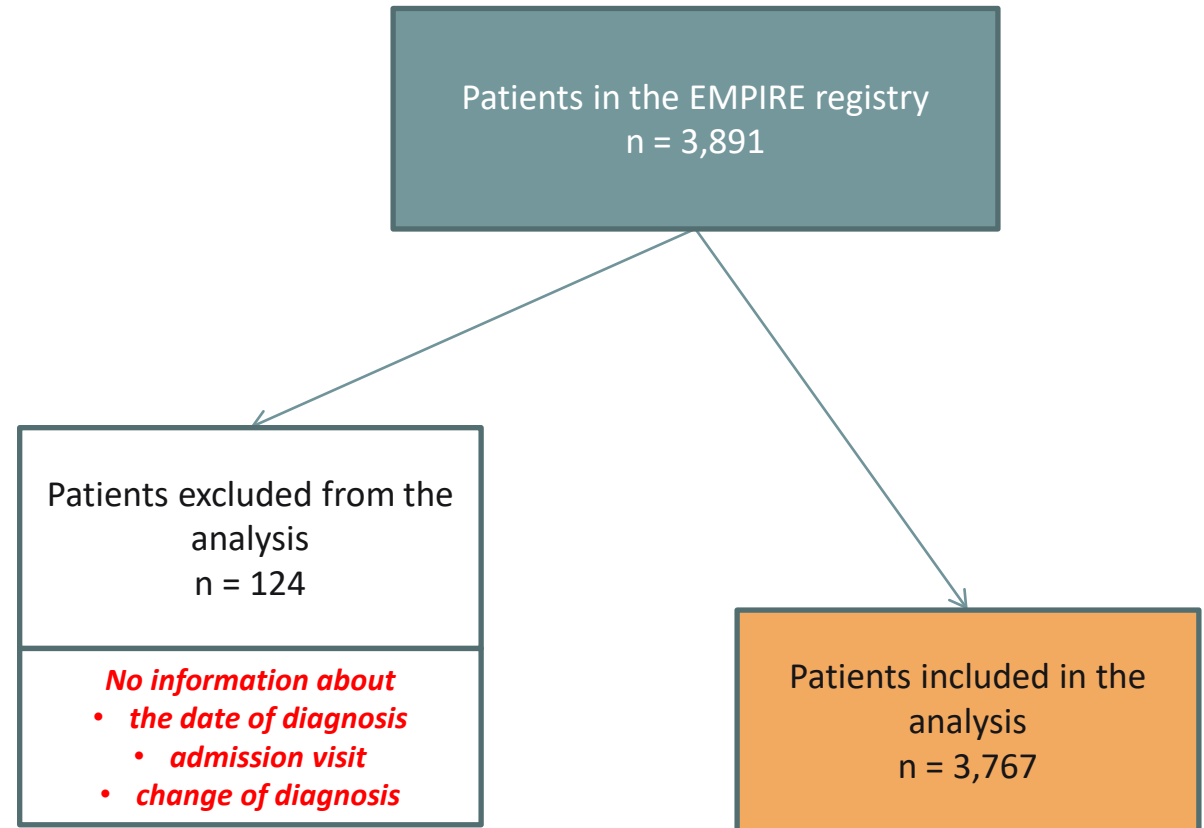 Patients in the EMPIRE registry
n = 3,891
Patients excluded from the
analysis
n = 124
No information about
• the date of diagnosis
• admission visit
• change of diagnosis
Patients included in the
analysis
n = 3,767